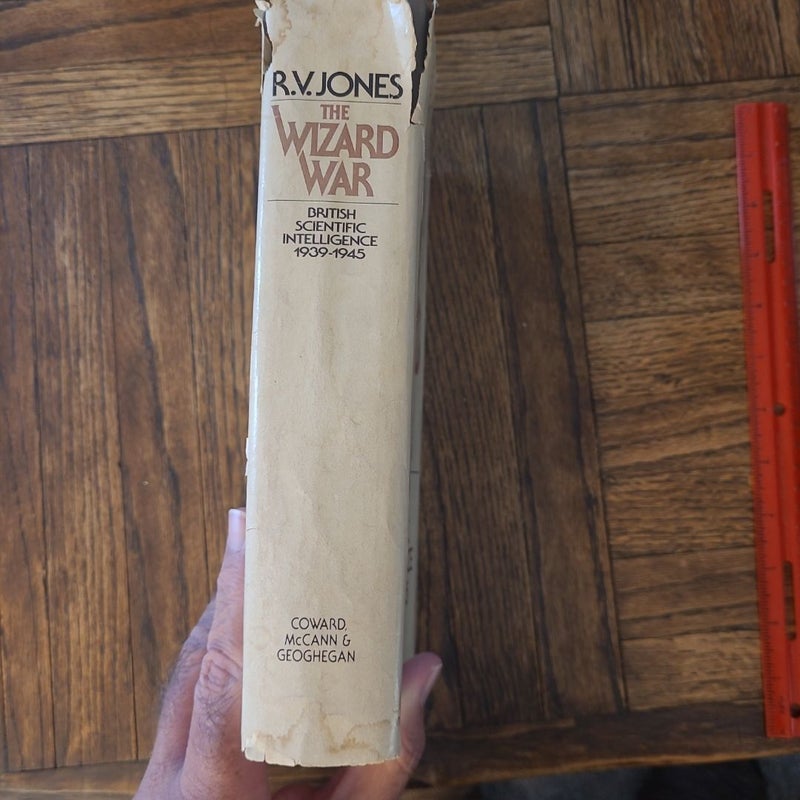 R.V. JONES
THE
WIZARD
WAR
BRITISH
SCIENTIFIC
INTELLIGENCE
1939-1945
COWARD,
McCANN &
GEOGHEGAN